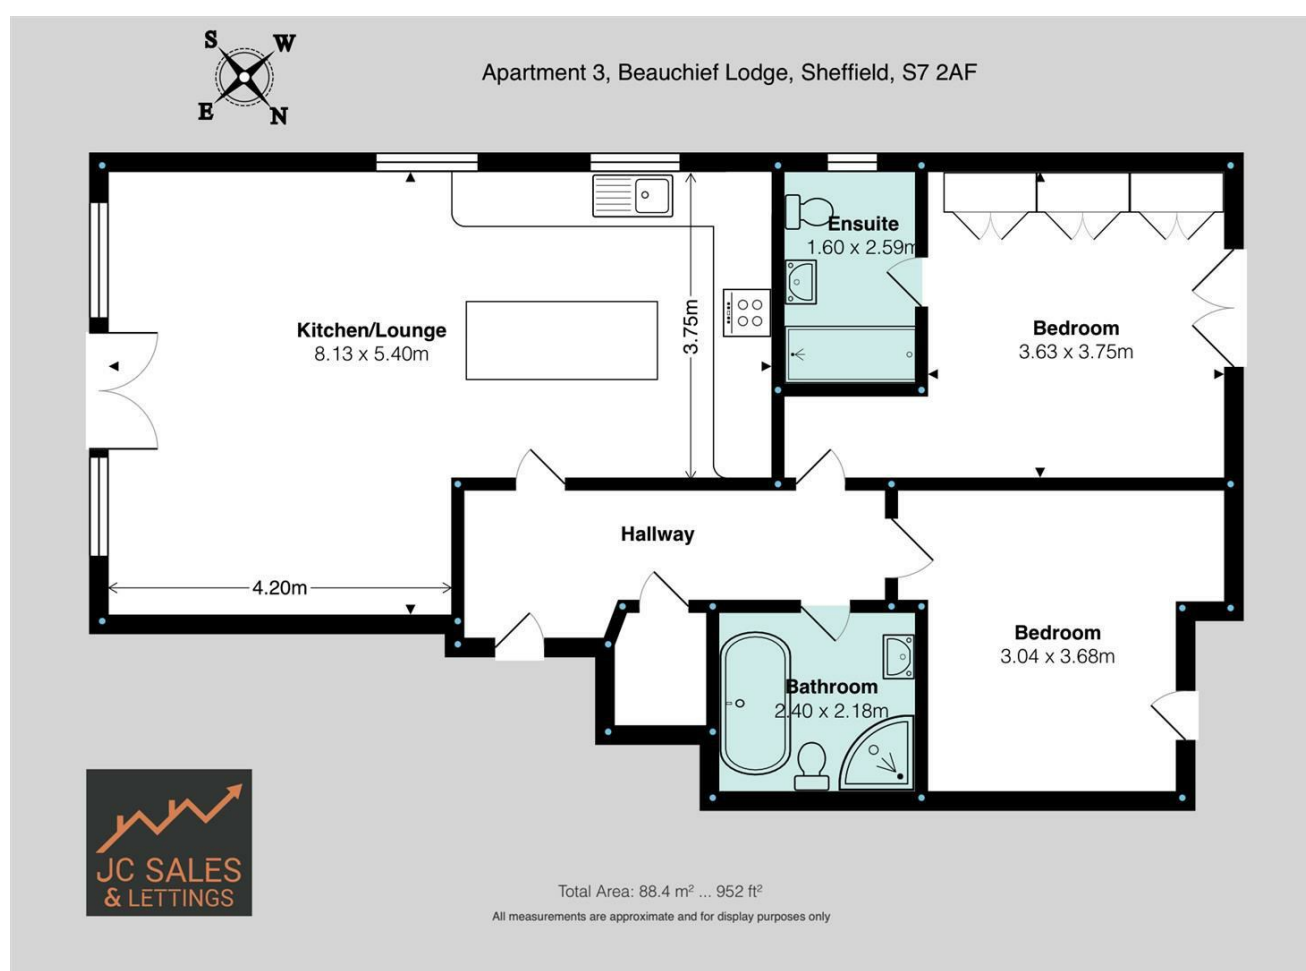 S W
E N
Apartment 3, Beauchief Lodge, Sheffield, S7 2AF
Ensuite
1.60 x 2.59m
Kitchen/Lounge
8.13 x 5.40m
3.75m
Bedroom
3.63 x 3.75m
Hallway
4.20m
Bedroom
3.04 x 3.68m
Bathroom
2.40 x 2.18m
JC SALES
& LETTINGS
Total Area: 88.4 m² ... 952 ft²
All measurements are approximate and for display purposes only